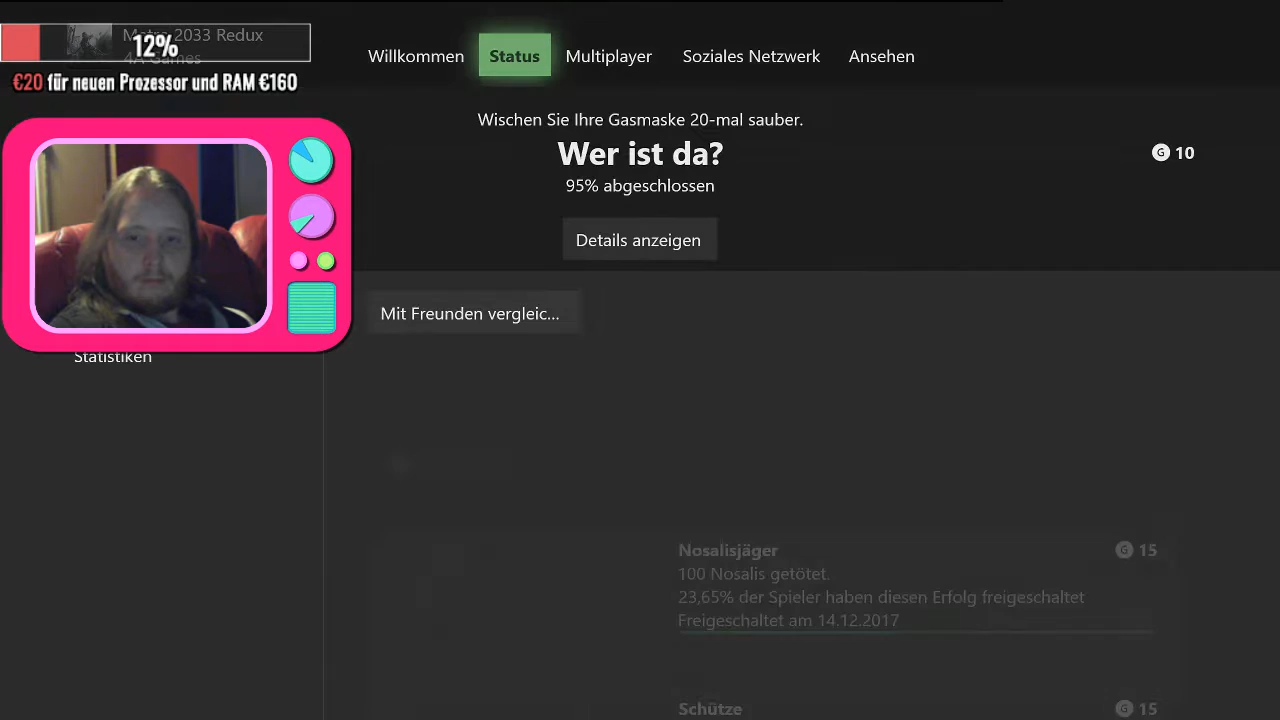 Metro 2033 Redux
4A Games
12%
€20 für neuen Prozessor und RAM €160
Willkommen
Status
Multiplayer
Soziales Netzwerk
Ansehen
Wischen Sie Ihre Gasmaske 20-mal sauber.
Wer ist da?
G 10
95% abgeschlossen
Details anzeigen
Mit Freunden vergleic...
Statistiken
Nosalisjäger
G 15
100 Nosalis getötet.
23,65% der Spieler haben diesen Erfolg freigeschaltet
Freigeschaltet am 14.12.2017
Schütze
G 15